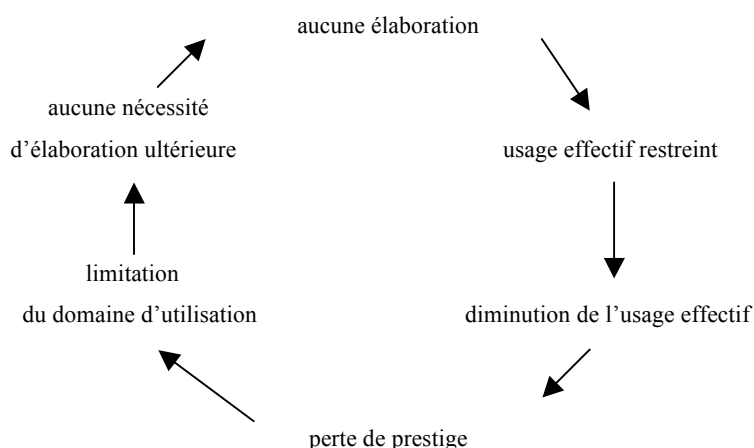 aucune élaboration
aucune nécessité
d’élaboration ultérieure
usage effectif restreint
limitation
du domaine d’utilisation
diminution de l’usage effectif
perte de prestige